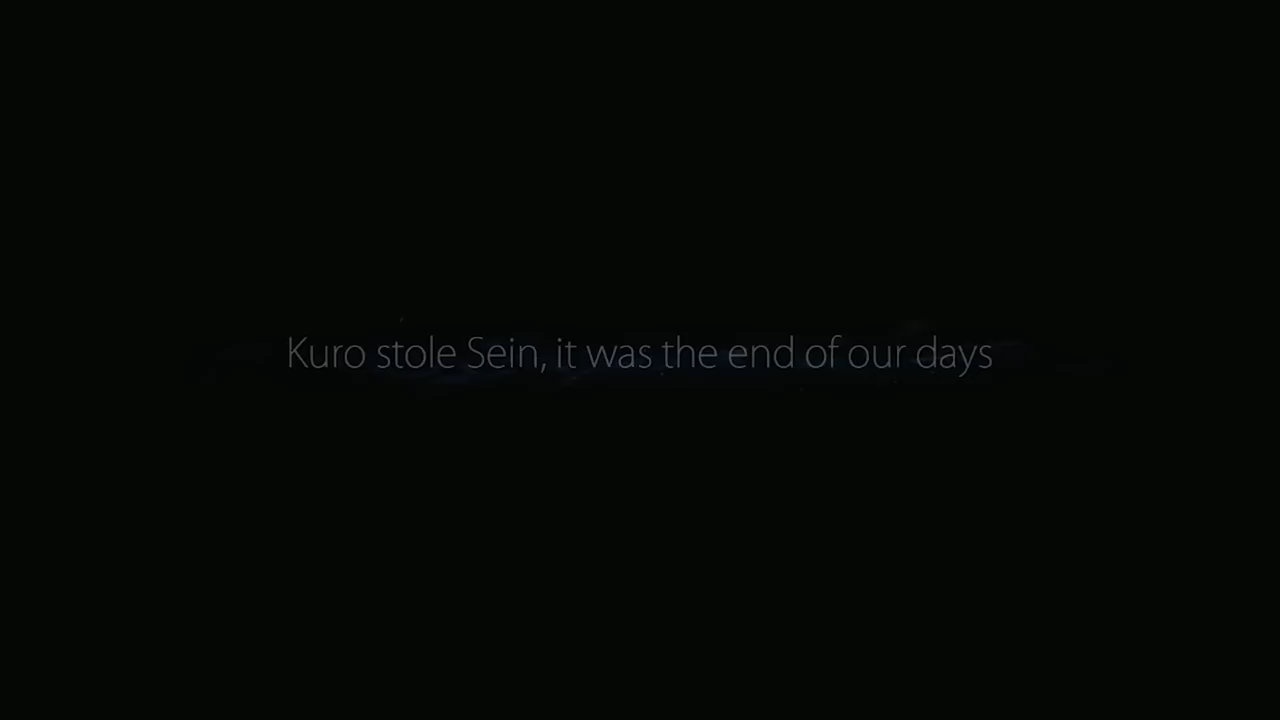 Kuro stole Sein, it was the end of our days